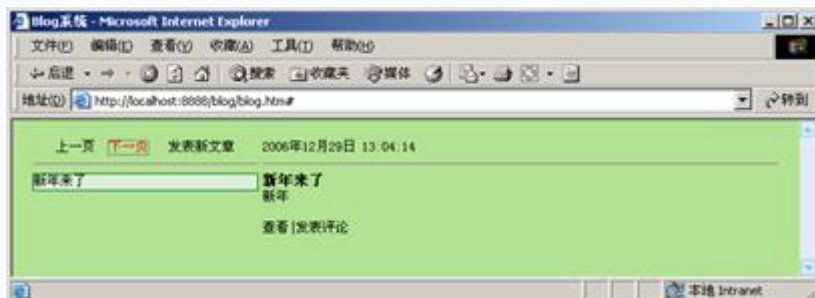 Blog系统 - Microsoft Internet Explorer
文件(F) 编辑(E) 查看(V) 收藏(A) 工具(T) 帮助(H)
后退 搜索 收藏夹 媒体
地址(D) http://localhost:8888/blog/blog.htm# 转到
上一页 下一页 发表新文章 2006年12月29日 13:04:14
新年来了 新年来了
新年
查看|发表评论
本地 Intranet